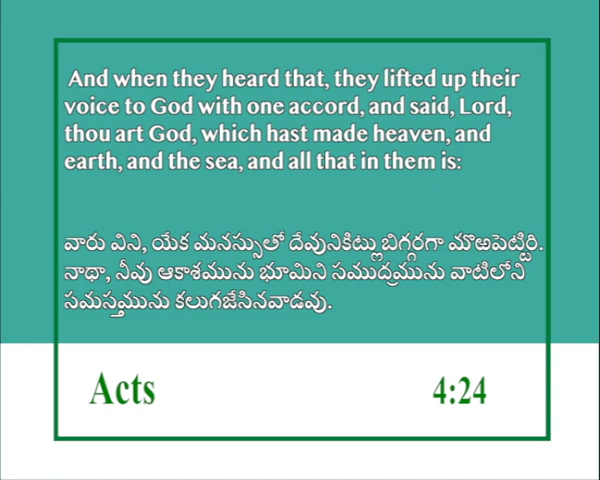 And when they heard that, they lifted up their
voice to God with one accord, and said, Lord,
thou art God, which hast made heaven, and
earth, and the sea, and all that in them is:
వారు విని, యేక మనస్సులో దేవునికిట్లు బిగ్గరగా మొఱపెట్టిరి.
నాథా, నీవు ఆకాశమును భూమిని సముద్రమును వాటిలోని
సమస్తమును కలుగజేసినవాడవు.
Acts 4:24